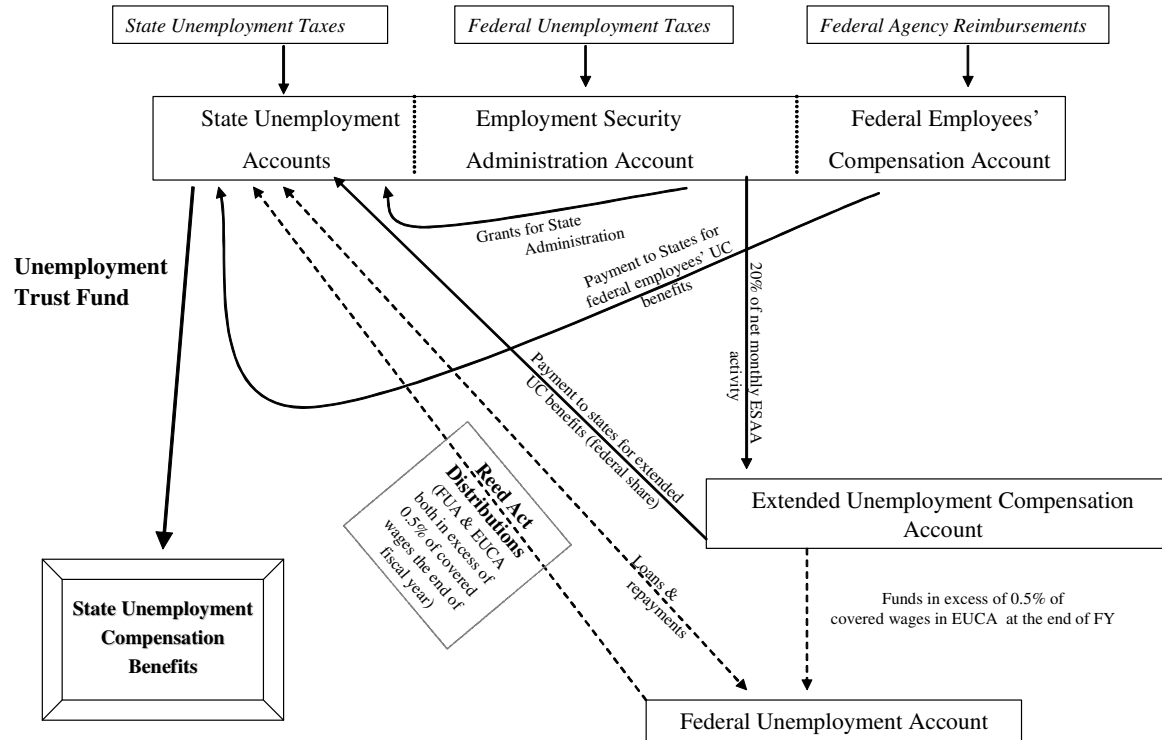 State Unemployment Taxes
Federal Unemployment Taxes
Federal Agency Reimbursements
State Unemployment
Accounts
Employment Security
Administration Account
Federal Employees’
Compensation Account
Grants for State
Administration
Payment to States for
federal employees’ UC
benefits
20% of net monthly ESAA
activity
Unemployment
Trust Fund
Payment to states for extended
UC benefits (federal share)
Reed Act
Distributions
(FUA & EUCA
both in excess of
0.5% of covered
wages the end of
fiscal year)
Extended Unemployment Compensation
Account
Loans &
repayments
Funds in excess of 0.5% of
covered wages in EUCA at the end of FY
State Unemployment
Compensation
Benefits
Federal Unemployment Account